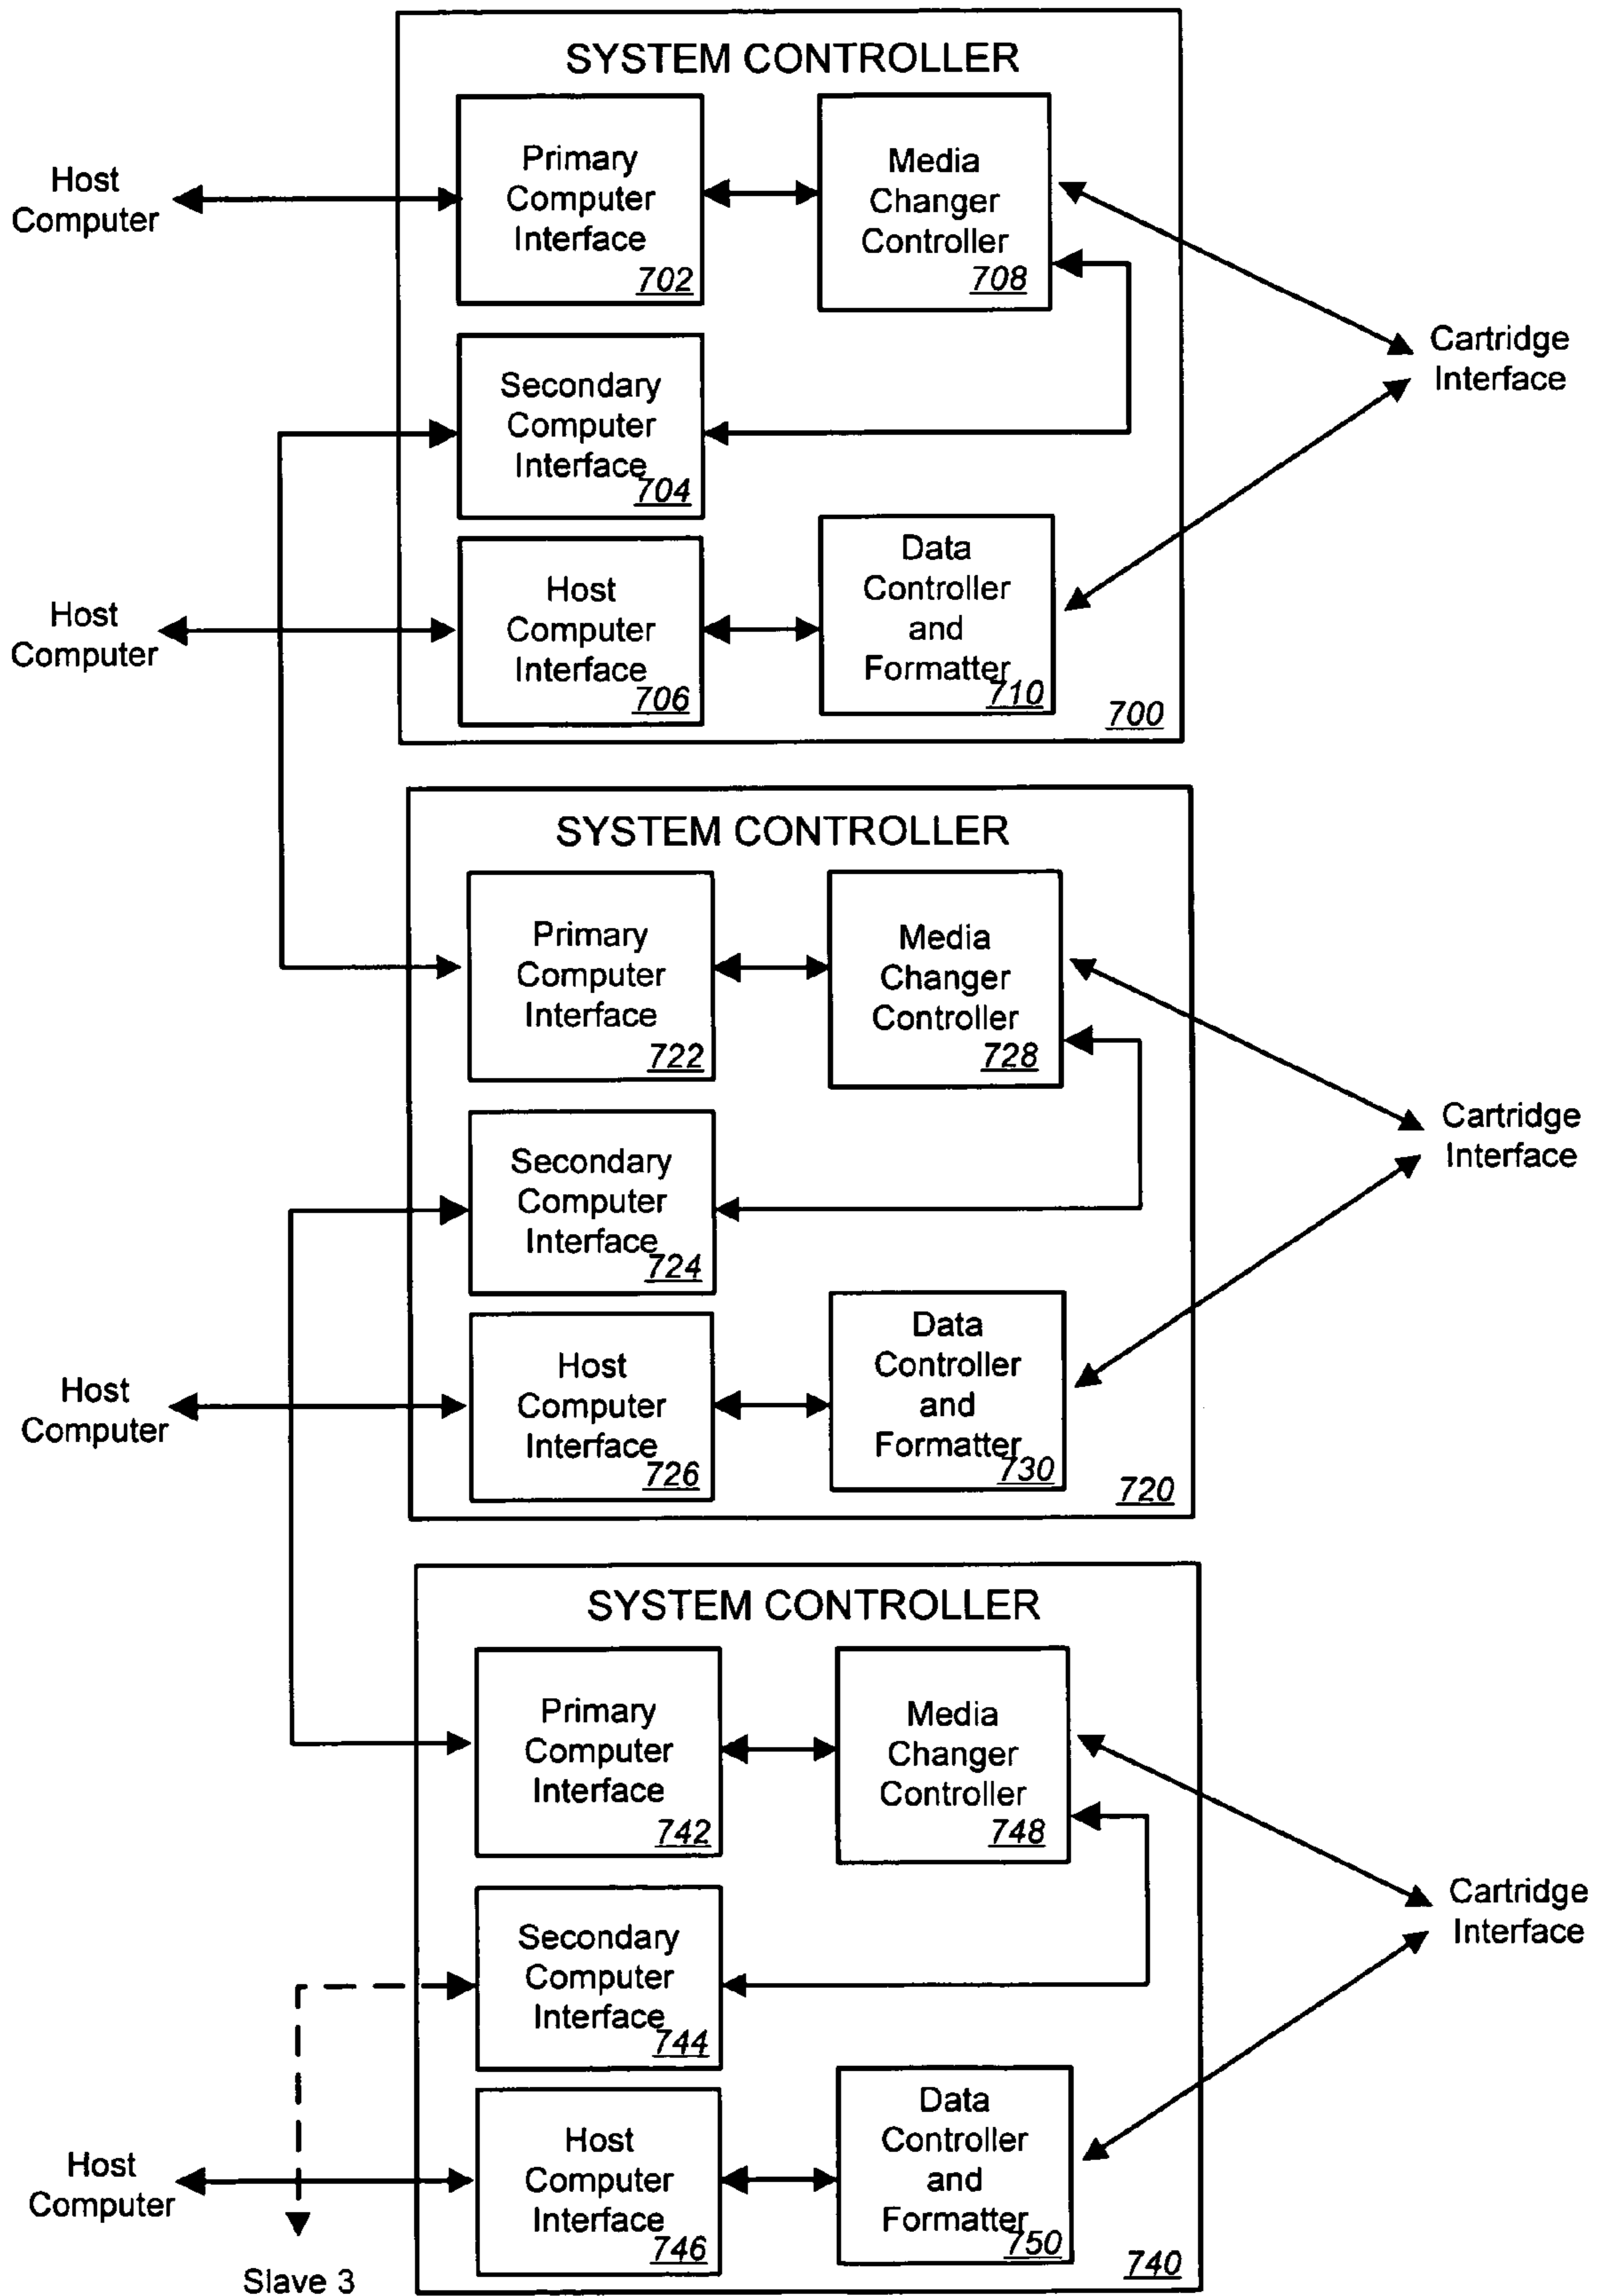 SYSTEM CONTROLLER
Host
Computer
Primary
Computer
Interface
702
Media
Changer
Controller
708
Cartridge
Interface
Secondary
Computer
Interface
704
Host
Computer
Host
Computer
Interface
706
Data
Controller
and
Formatter
710
700
SYSTEM CONTROLLER
Primary
Computer
Interface
722
Media
Changer
Controller
728
Cartridge
Interface
Secondary
Computer
Interface
724
Host
Computer
Host
Computer
Interface
726
Data
Controller
and
Formatter
730
720
SYSTEM CONTROLLER
Primary
Computer
Interface
742
Media
Changer
Controller
748
Cartridge
Interface
Secondary
Computer
Interface
744
Host
Computer
Host
Computer
Interface
746
Data
Controller
and
Formatter
750
740
Slave 3